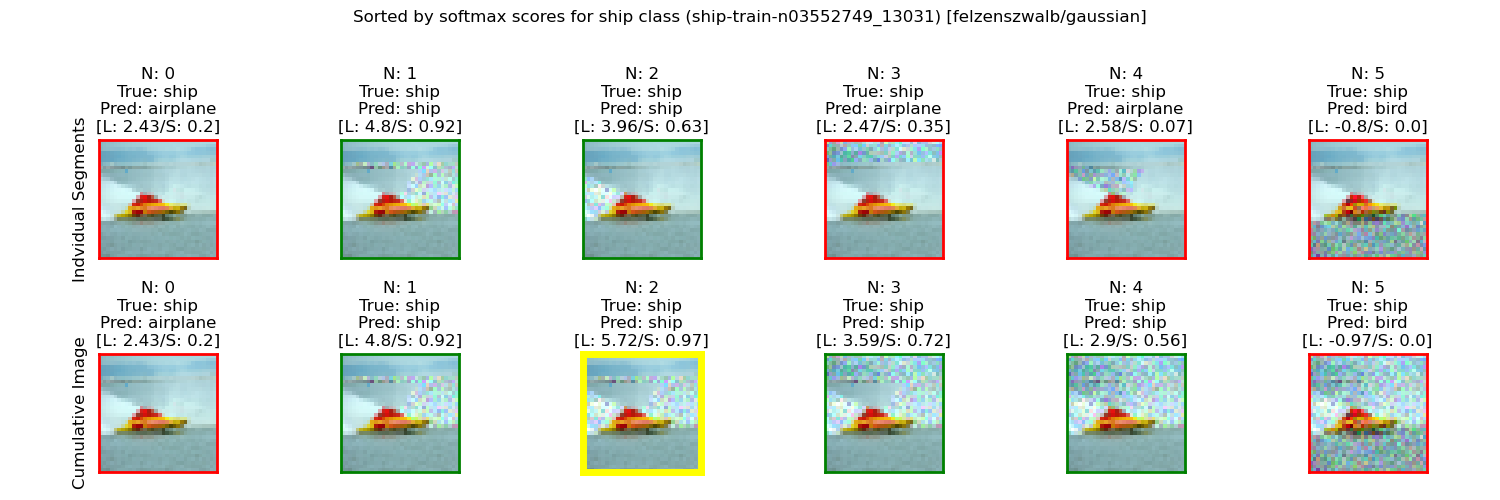 Sorted by softmax scores for ship class (ship-train-n03552749_13031) [felzenszwalb/gaussian]
Indvidual Segments
N: 0
True: ship
Pred: airplane
[L: 2.43/S: 0.2]
N: 1
True: ship
Pred: ship
[L: 4.8/S: 0.92]
N: 2
True: ship
Pred: ship
[L: 3.96/S: 0.63]
N: 3
True: ship
Pred: airplane
[L: 2.47/S: 0.35]
N: 4
True: ship
Pred: airplane
[L: 2.58/S: 0.07]
N: 5
True: ship
Pred: bird
[L: -0.8/S: 0.0]
Cumulative Image
N: 0
True: ship
Pred: airplane
[L: 2.43/S: 0.2]
N: 1
True: ship
Pred: ship
[L: 4.8/S: 0.92]
N: 2
True: ship
Pred: ship
[L: 5.72/S: 0.97]
N: 3
True: ship
Pred: ship
[L: 3.59/S: 0.72]
N: 4
True: ship
Pred: ship
[L: 2.9/S: 0.56]
N: 5
True: ship
Pred: bird
[L: -0.97/S: 0.0]